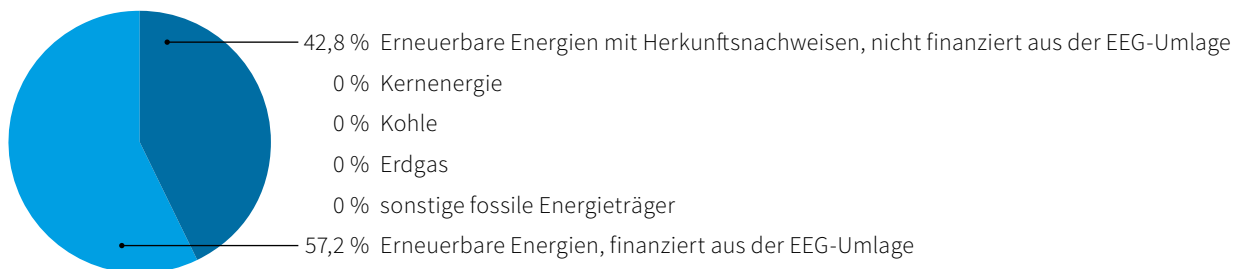 42,8 % Erneuerbare Energien mit Herkunftsnachweisen, nicht finanziert aus der EEG-Umlage
0 % Kernenergie
0 % Kohle
0 % Erdgas
0 % sonstige fossile Energieträger
57,2 % Erneuerbare Energien, finanziert aus der EEG-Umlage